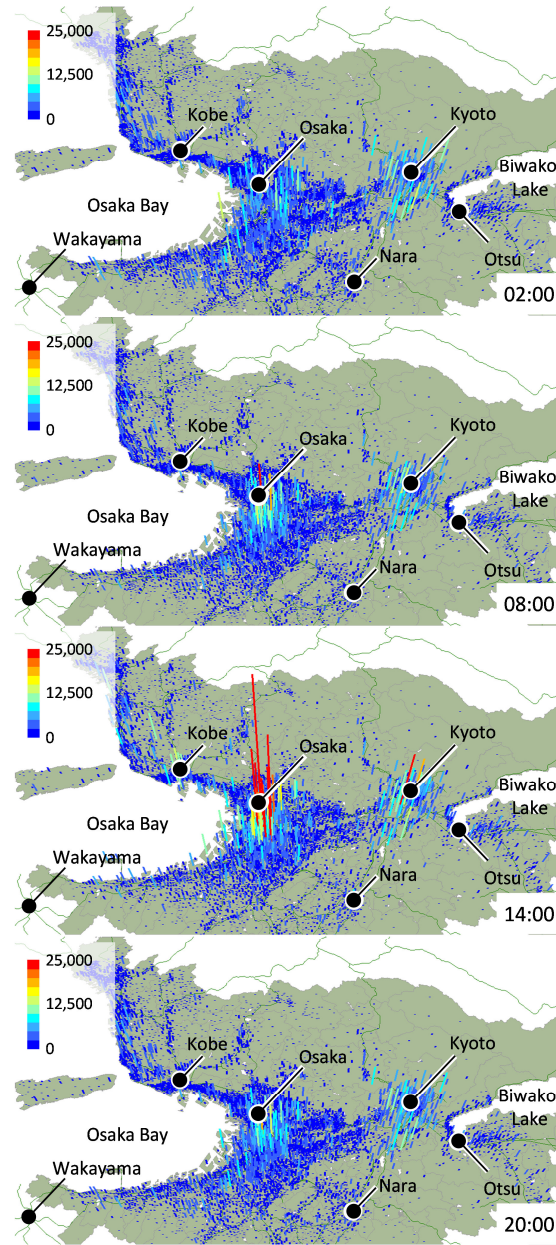 25,000
12,500
0
Kobe
Osaka
Kyoto
Biwako
Lake
Osaka Bay
Wakayama
Nara
Otsu
02:00
25,000
12,500
0
Kobe
Osaka
Kyoto
Biwako
Lake
Osaka Bay
Wakayama
Nara
Otsu
08:00
25,000
12,500
0
Kobe
Osaka
Kyoto
Biwako
Lake
Osaka Bay
Wakayama
Nara
Otsu
14:00
25,000
12,500
0
Kobe
Osaka
Kyoto
Biwako
Lake
Osaka Bay
Wakayama
Nara
Otsu
20:00